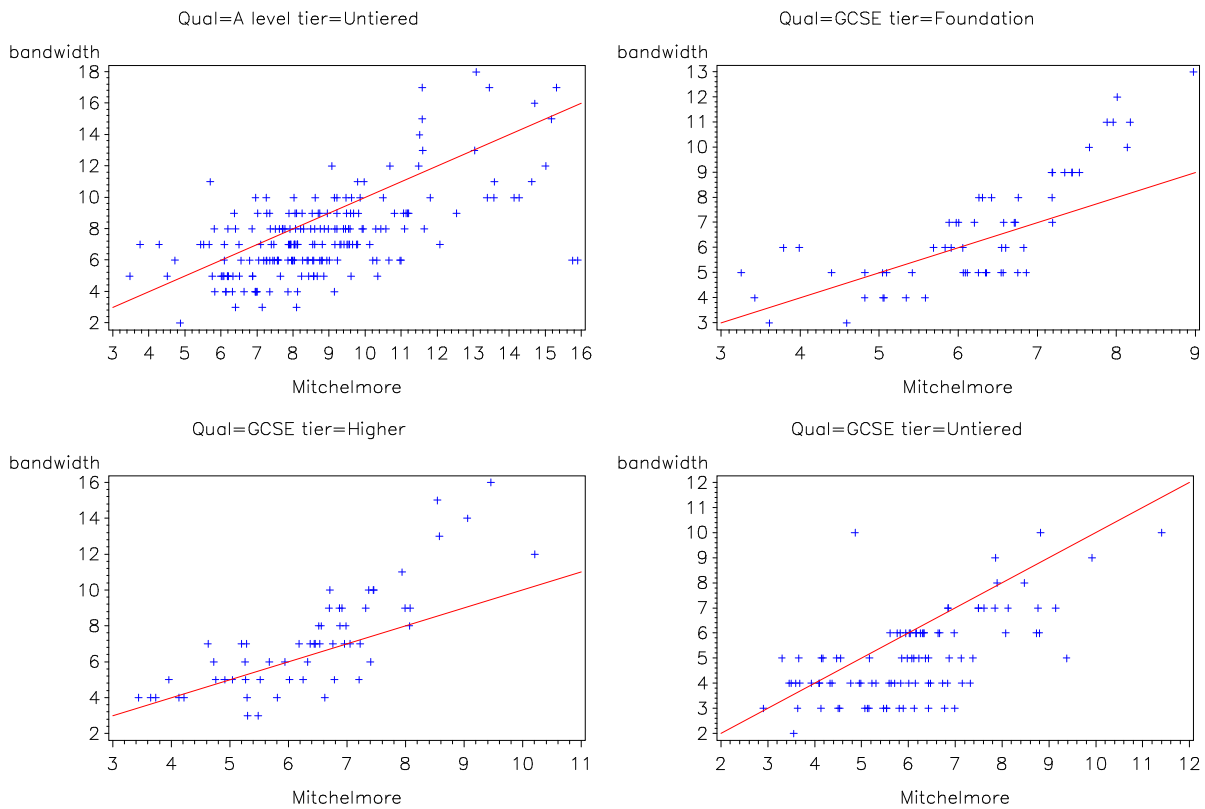 Qual=A level tier=Untiered
bandwidth
18
16
14
12
10
8
6
4
2
3 4 5 6 7 8 9 10 11 12 13 14 15 16
Mitchelmore
Qual=GCSE tier=Foundation
bandwidth
13
12
11
10
9
8
7
6
5
4
3
3 4 5 6 7 8 9
Mitchelmore
Qual=GCSE tier=Higher
bandwidth
16
14
12
10
8
6
4
2
3 4 5 6 7 8 9 10 11
Mitchelmore
Qual=GCSE tier=Untiered
bandwidth
12
11
10
9
8
7
6
5
4
3
2
2 3 4 5 6 7 8 9 10 11 12
Mitchelmore